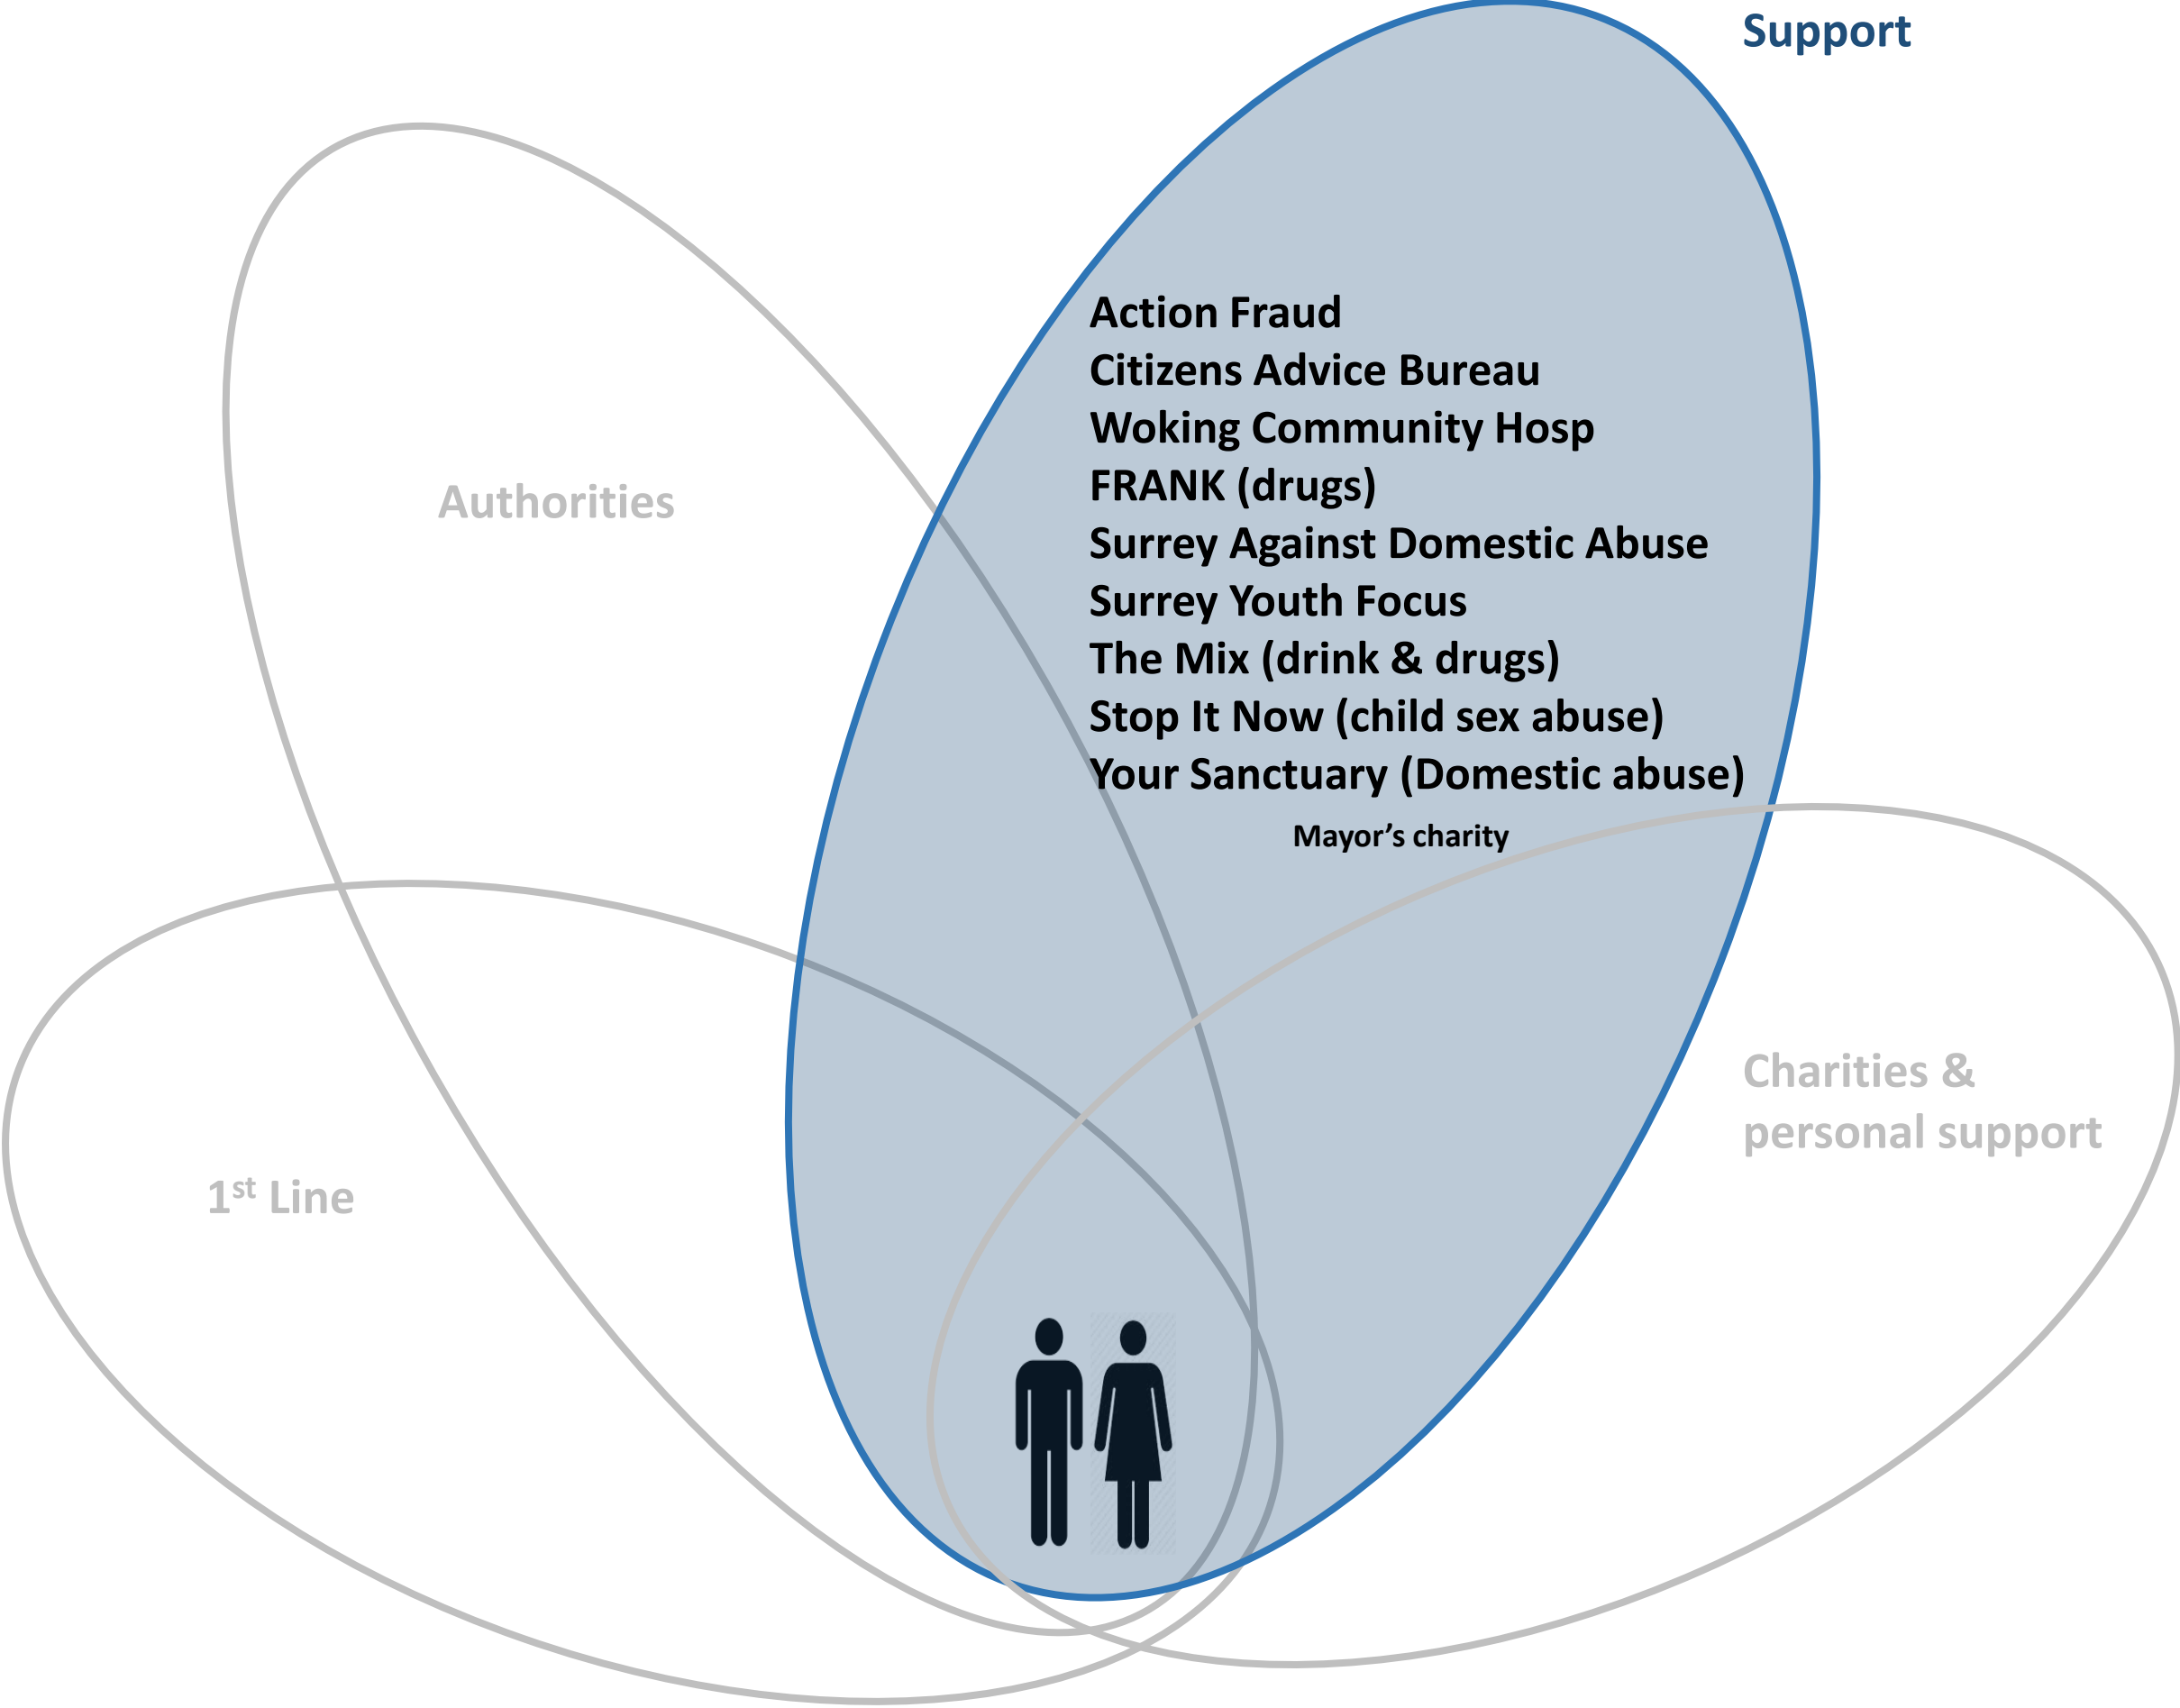 Support
Action Fraud
Citizens Advice Bureau
Woking Community Hosp
FRANK (drugs)
Authorities
Surrey Against Domestic Abuse
Surrey Youth Focus
The Mix (drink & drugs)
Stop It Now (child sex abuse)
Your Sanctuary (Domestic abuse)
Mayor’s charity
Charities &
personal support
1st Line